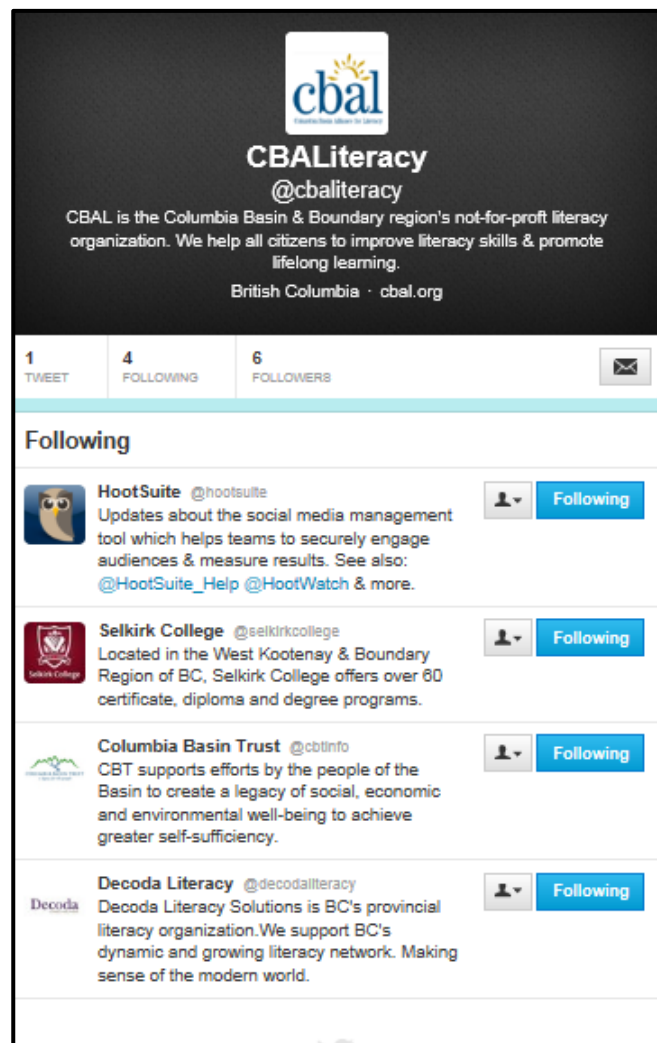 cbal
Columbia Basin Alliance for Literacy
CBALiteracy
@cbaliteracy
CBAL is the Columbia Basin & Boundary region's not-for-proft literacy
organization. We help all citizens to improve literacy skills & promote
lifelong learning.
British Columbia · cbal.org
1
TWEET
4
FOLLOWING
6
FOLLOWERS
Following
HootSuite @hootsuite
Updates about the social media management
tool which helps teams to securely engage
audiences & measure results. See also:
@HootSuite_Help @HootWatch & more.
Following
Selkirk College
Selkirk College @selkirkcollege
Located in the West Kootenay & Boundary
Region of BC, Selkirk College offers over 60
certificate, diploma and degree programs.
Following
Columbia Basin Trust @cbtinfo
CBT supports efforts by the people of the
Basin to create a legacy of social, economic
and environmental well-being to achieve
greater self-sufficiency.
Following
Decoda
Decoda Literacy @decodaliteracy
Decoda Literacy Solutions is BC's provincial
literacy organization.We support BC's
dynamic and growing literacy network. Making
sense of the modern world.
Following